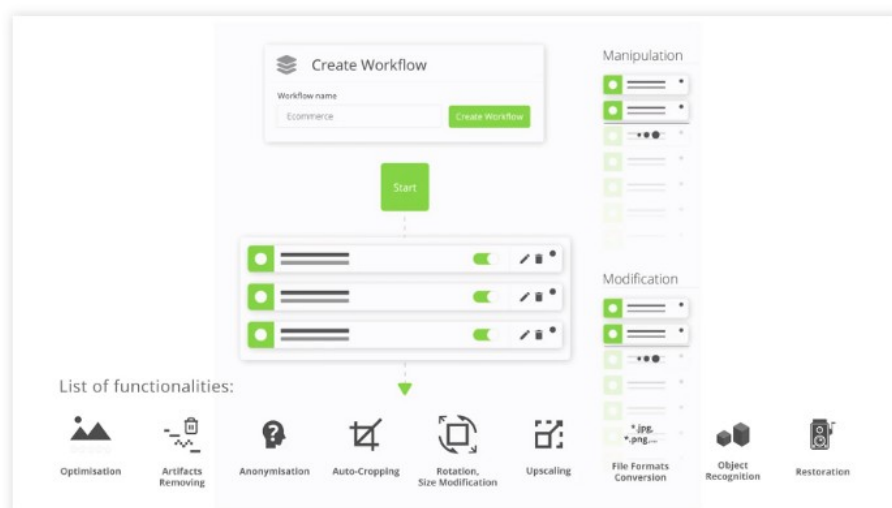 Create Workflow
Workflow name
Ecommerce
Create Workflow
Start
Manipulation
Modification
List of functionalities:
Optimisation
Artifacts
Removing
Anonymisation
Auto-Cropping
Rotation,
Size Modification
Upscaling
*.jpg,
*.png,...
File Formats
Conversion
Object
Recognition
Restoration